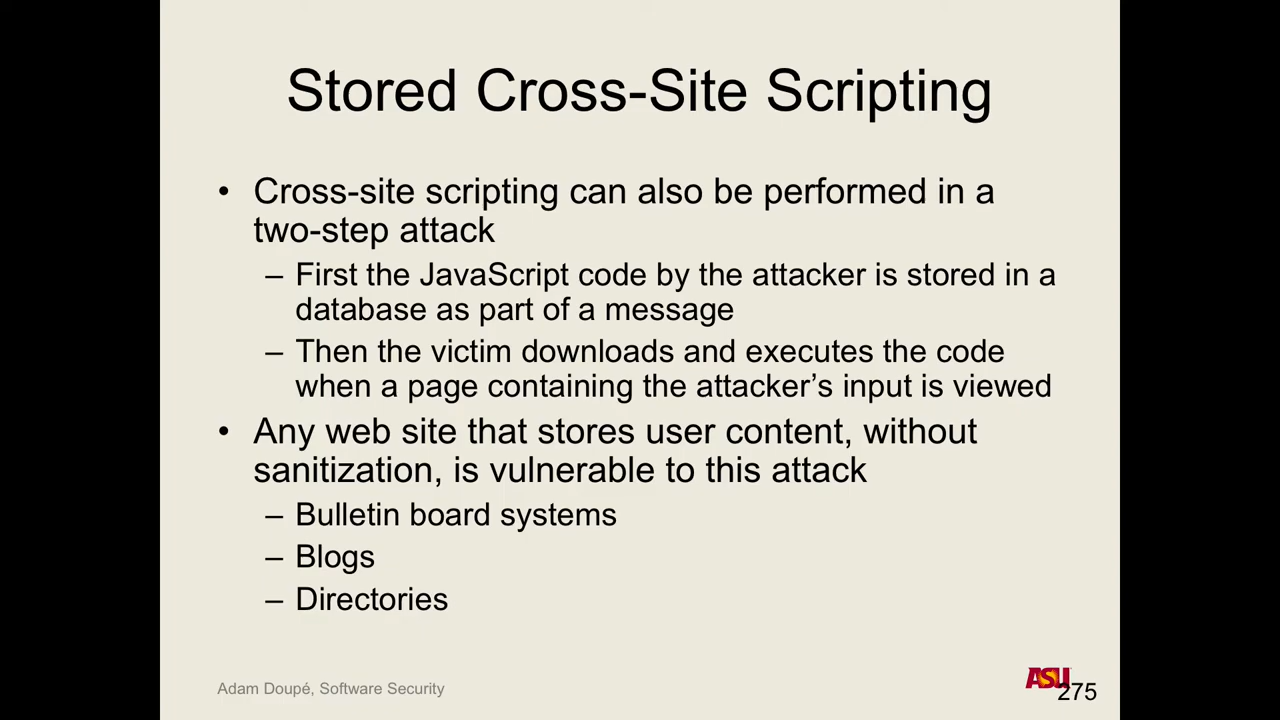 Stored Cross-Site Scripting
• Cross-site scripting can also be performed in a
two-step attack
– First the JavaScript code by the attacker is stored in a
database as part of a message
– Then the victim downloads and executes the code
when a page containing the attacker’s input is viewed
• Any web site that stores user content, without
sanitization, is vulnerable to this attack
– Bulletin board systems
– Blogs
– Directories
Adam Doupé, Software Security
ASU
275